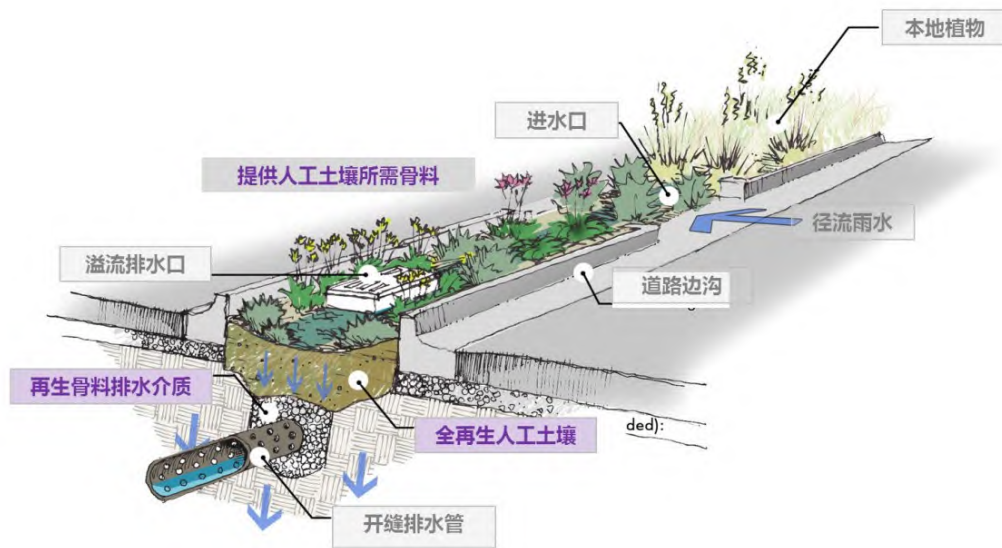 本地植物
进水口
提供人工土壤所需骨料
径流雨水
溢流排水口
道路边沟
再生骨料排水介质
全再生人工土壤
ded):
开缝排水管